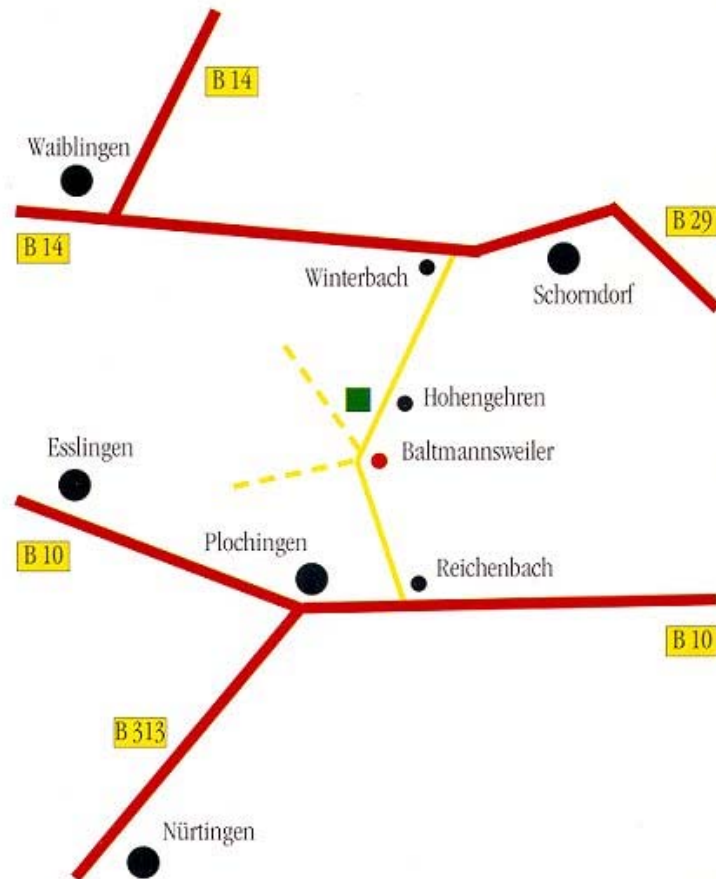 B 14
Waiblingen
B 14
B 29
Winterbach
Schorndorf
Hohengehren
Esslingen
Baltmannsweiler
Plochingen
B 10
Reichenbach
B 10
B 313
Nürtingen